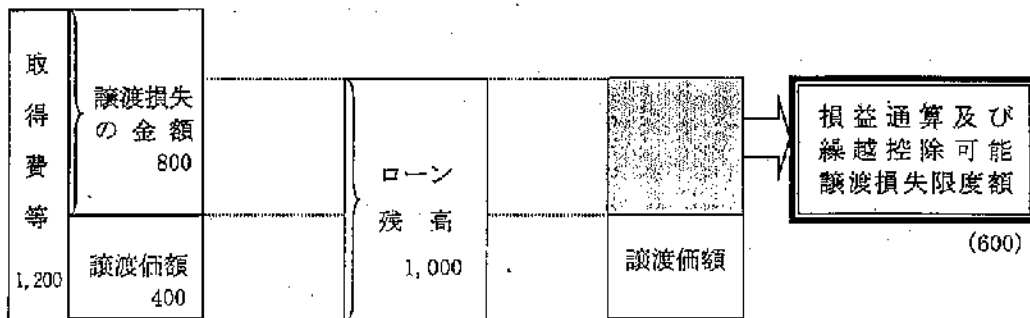 取得費等
1,200
譲渡損失
の金額
800
譲渡価額
400
ローン
残高
1,000
譲渡価額
損益通算及び
繰越控除可能
譲渡損失限度額
(600)